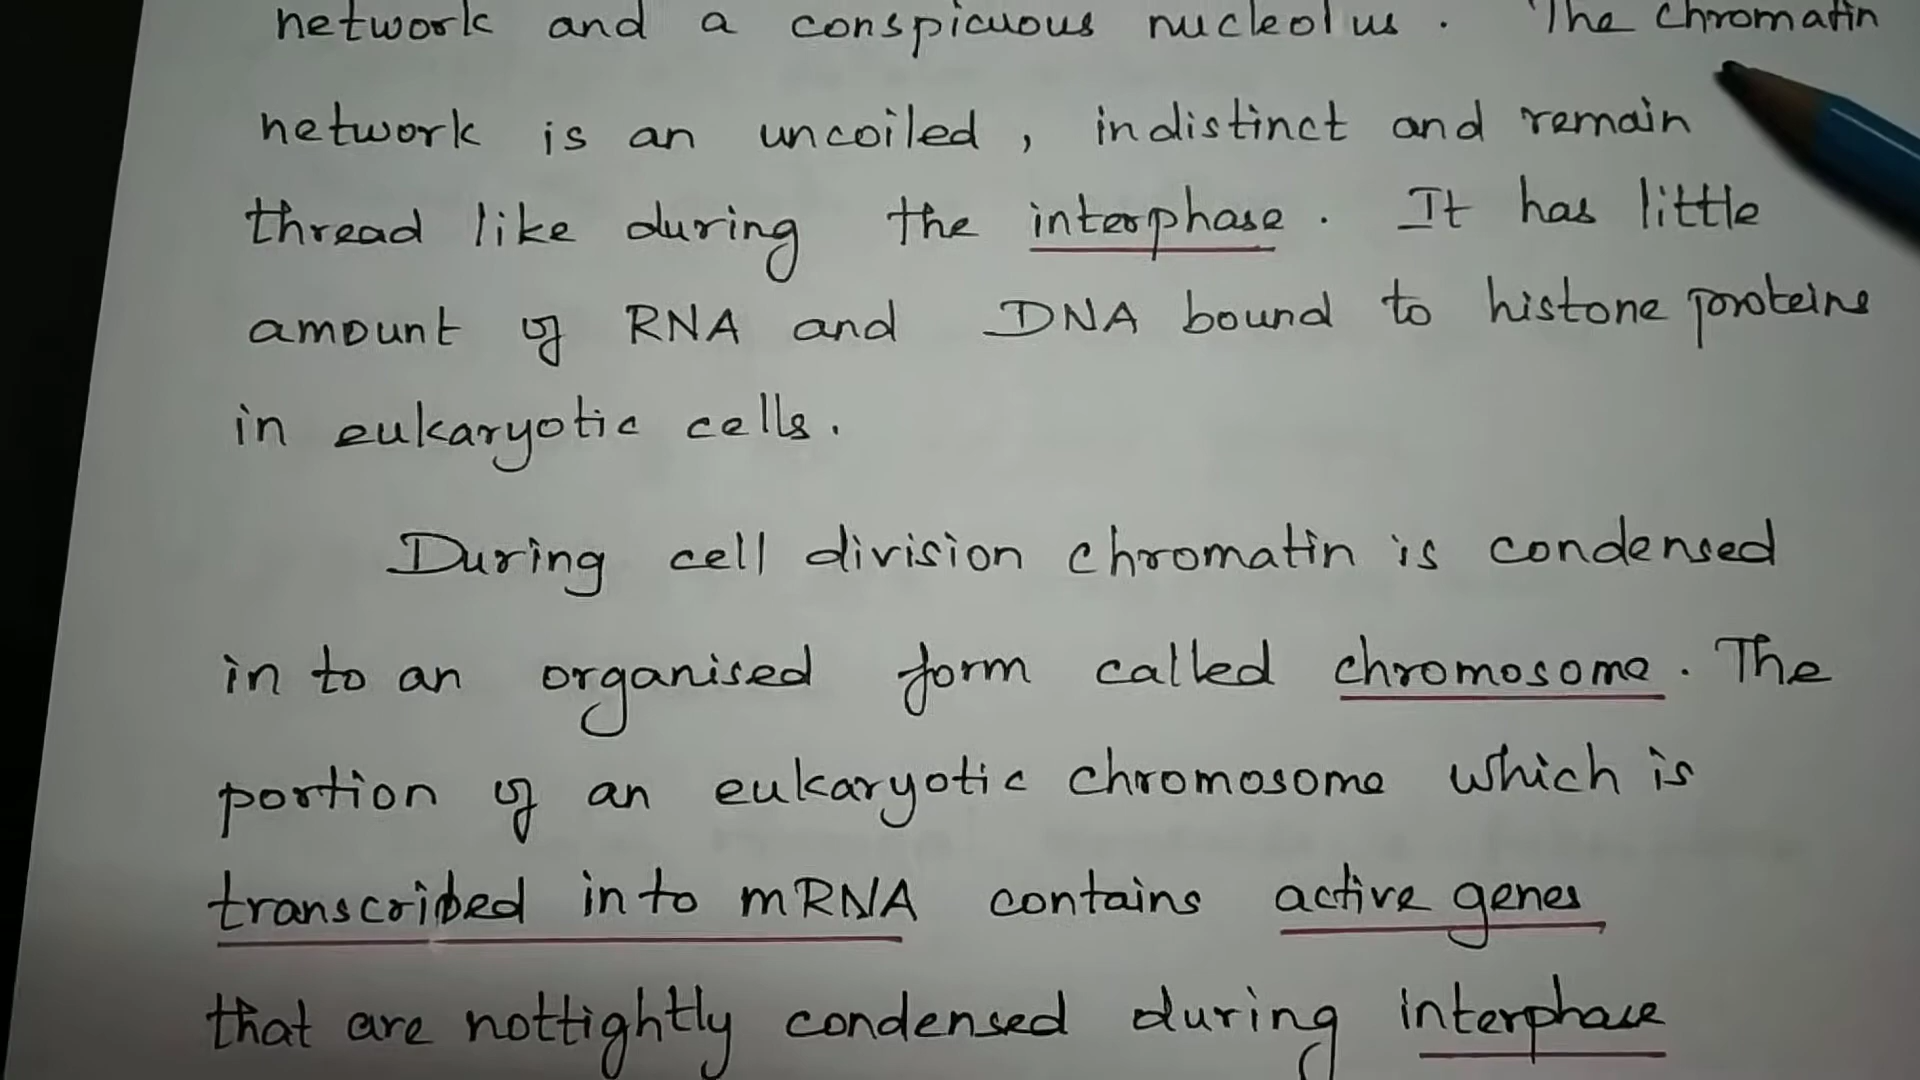 network and a conspicuous nucleolus. The chromatin
network is an uncoiled, indistinct and remain
thread like during the interphase. It has little
amount of RNA and DNA bound to histone proteins
in eukaryotic cells.
During cell division chromatin is condensed
in to an organised form called chromosome. The
portion of an eukaryotic chromosome which is
transcribed in to mRNA contains active genes
that are nottightly condensed during interphase